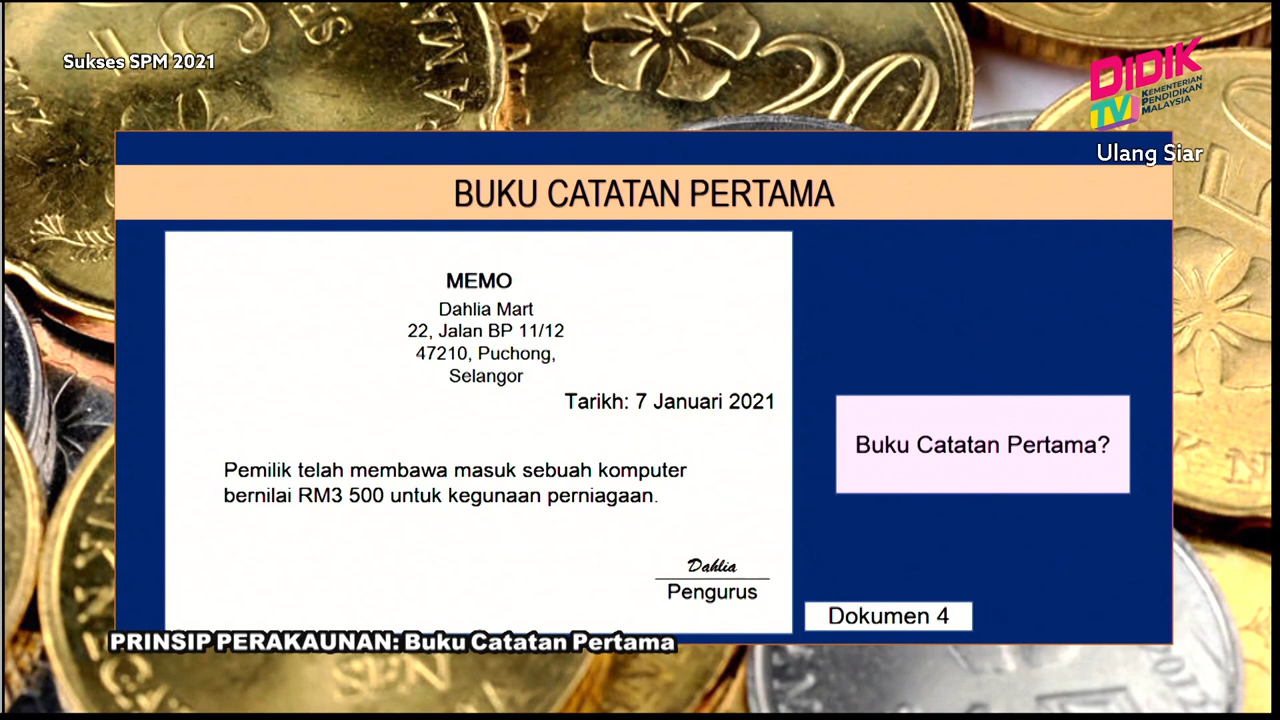 Sukses SPM 2021
DIDIK
TV
KEMENTERIAN
PENDIDIKAN
MALAYSIA
Ulang Siar
BUKU CATATAN PERTAMA
MEMO
Dahlia Mart
22, Jalan BP 11/12
47210, Puchong,
Selangor
Tarikh: 7 Januari 2021
Pemilik telah membawa masuk sebuah komputer
bernilai RM3 500 untuk kegunaan perniagaan.
Dahlia
Pengurus
Buku Catatan Pertama?
Dokumen 4
PRINSIP PERAKAUNAN: Buku Catatan Pertama